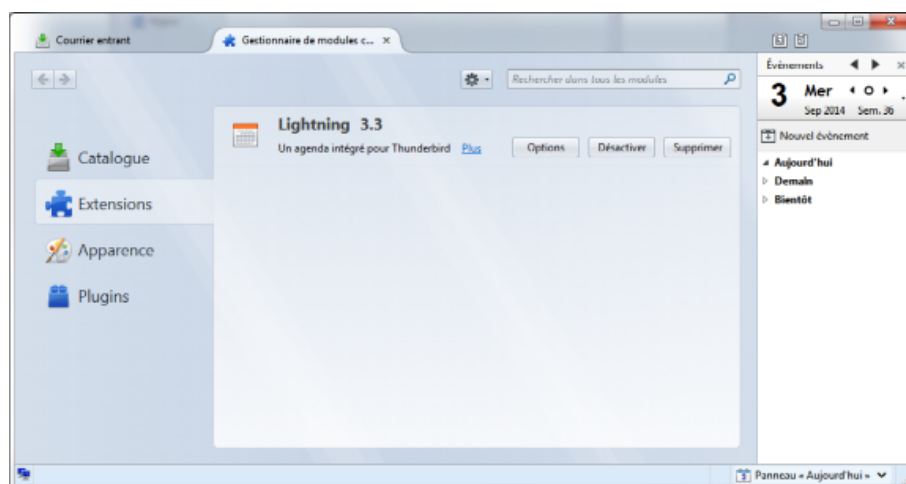 Courrier entrant
Gestionnaire de modules c... ×
Rechercher dans tous les modules
Catalogue
Extensions
Apparence
Plugins
Lightning 3.3
Un agenda intégré pour Thunderbird Plus
Options Désactiver Supprimer
Évènements
3 Mer
Sep 2014 Sem. 36
Nouvel évènement
Aujourd'hui
Demain
Bientôt
Panneau « Aujourd'hui »